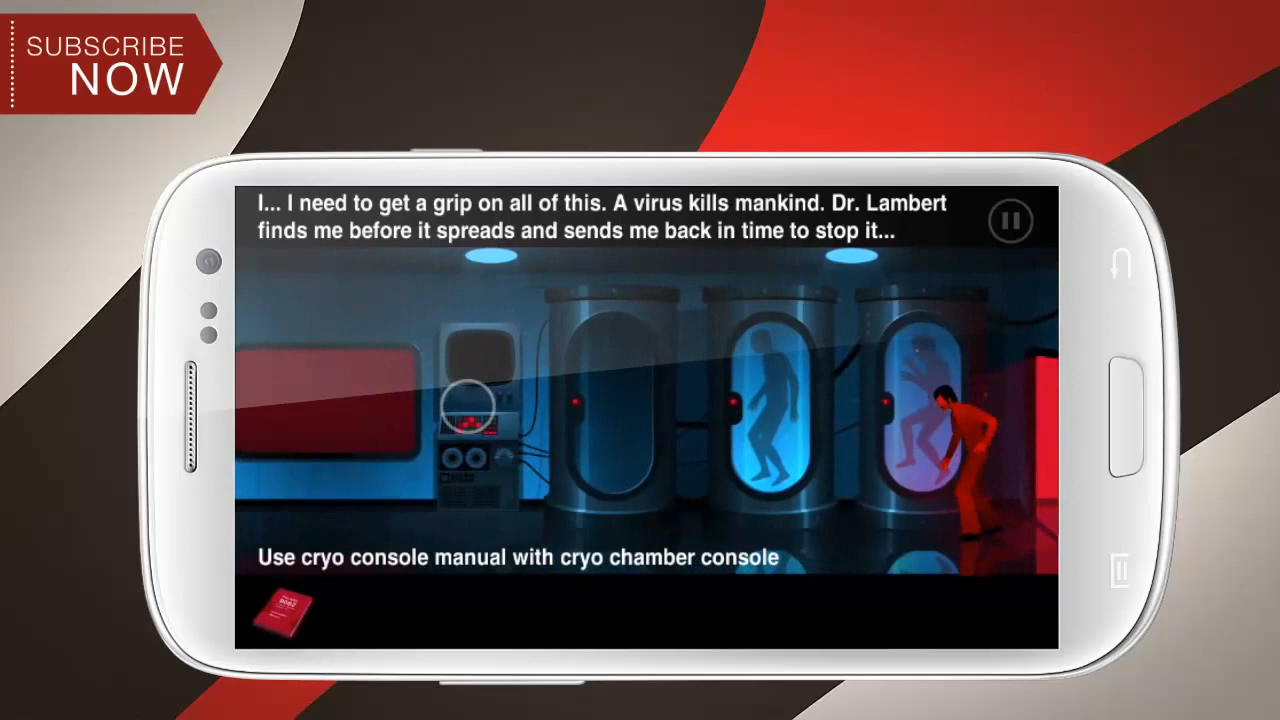 SUBSCRIBE
NOW
I... I need to get a grip on all of this. A virus kills mankind. Dr. Lambert
finds me before it spreads and sends me back in time to stop it...
Use cryo console manual with cryo chamber console